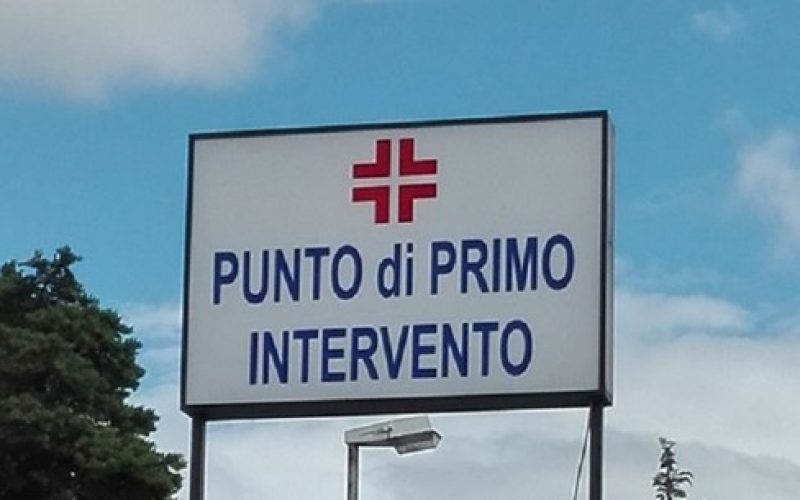 PUNTO di PRIMO
INTERVENTO